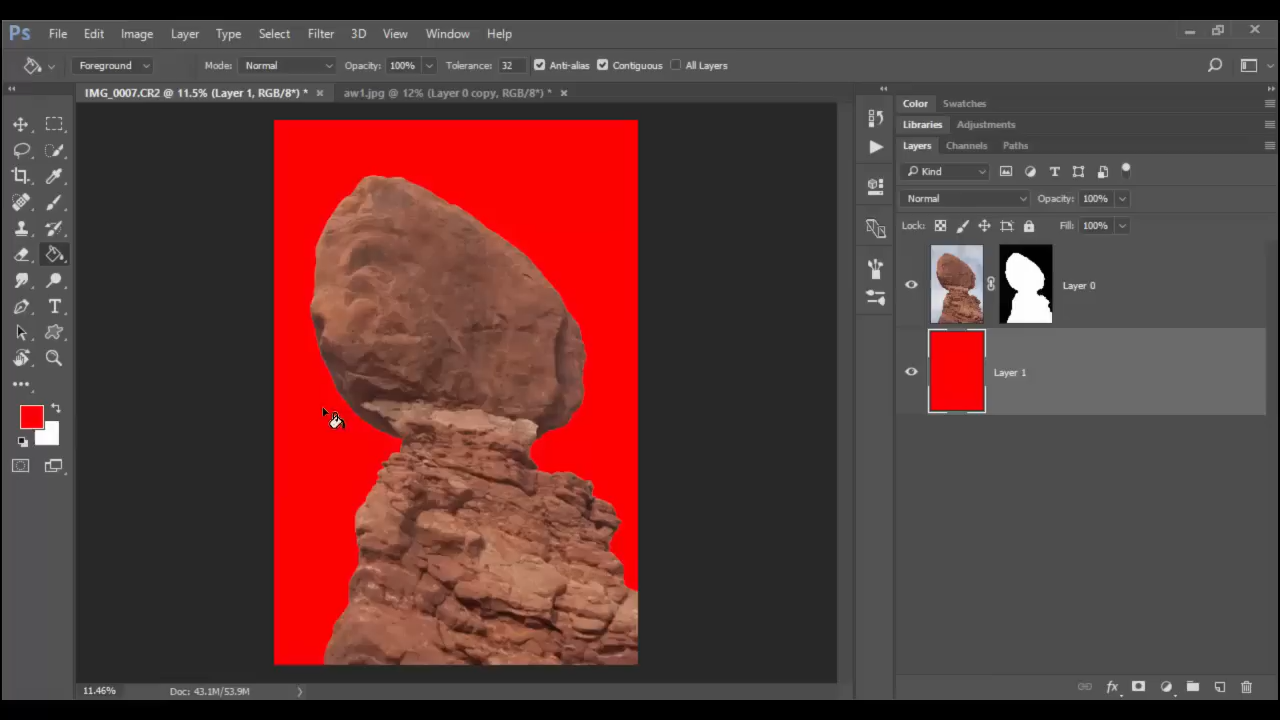 Ps File Edit Image Layer Type Select Filter 3D View Window Help
Foreground Mode: Normal Opacity: 100% Tolerance: 32 Anti-alias Contiguous All Layers
IMG_0007.CR2 @ 11.5% (Layer 1, RGB/8*) * × aw1.jpg @ 12% (Layer 0 copy, RGB/8*) * ×
Color Swatches
Libraries Adjustments
Layers Channels Paths
Kind
Normal Opacity: 100%
Lock: Fill: 100%
Layer 0
Layer 1
11.46% Doc: 43.1M/53.9M